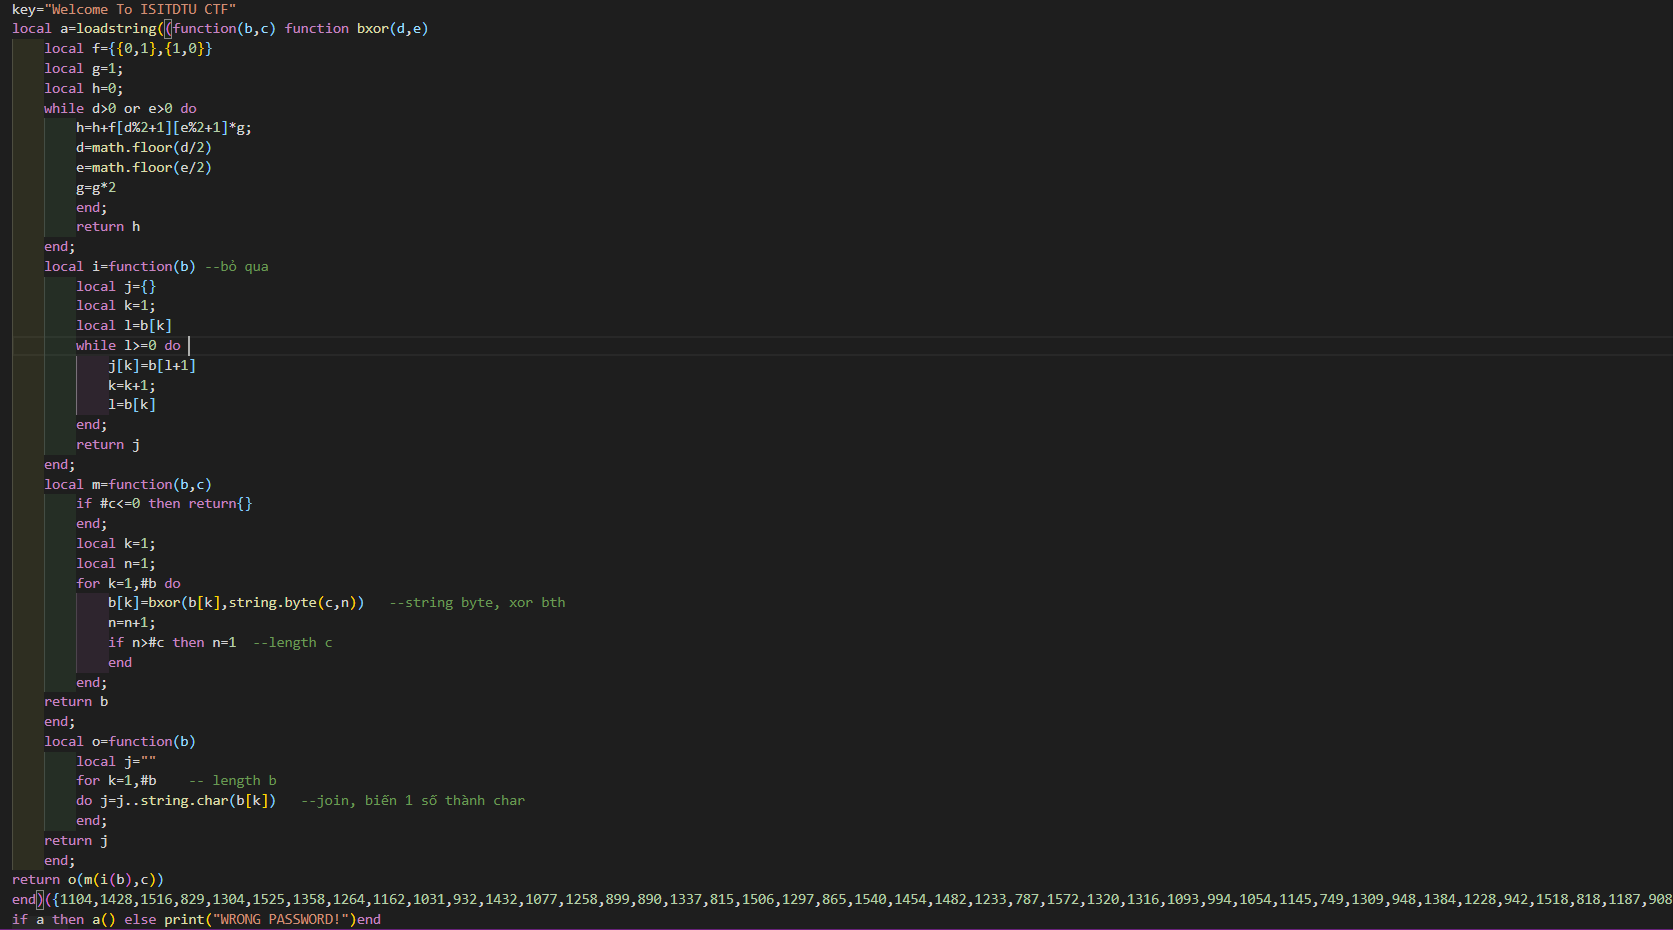 key="Welcome To ISITDTU CTF"
local a=loadstring((function(b,c) function bxor(d,e)
    local f={{0,1},{1,0}}
    local g=1;
    local h=0;
    while d>0 or e>0 do
        h=h+f[d%2+1][e%2+1]*g;
        d=math.floor(d/2)
        e=math.floor(e/2)
        g=g*2
        end;
        return h
    end;
    local i=function(b) --bỏ qua
        local j={}
        local k=1;
        local l=b[k]
        while l>=0 do
            j[k]=b[l+1]
            k=k+1;
            l=b[k]
        end;
        return j
    end;
    local m=function(b,c)
        if #c<=0 then return{}
        end;
        local k=1;
        local n=1;
        for k=1,#b do
            b[k]=bxor(b[k],string.byte(c,n))   --string byte, xor bth
            n=n+1;
            if n>#c then n=1  --length c
            end
        end;
    return b
    end;
    local o=function(b)
        local j=""
        for k=1,#b    -- length b
        do j=j..string.char(b[k])   --join, biến 1 số thành char
        end;
    return j
    end;
return o(m(i(b),c))
end)({1104,1428,1516,829,1304,1525,1358,1264,1162,1031,932,1432,1077,1258,899,890,1337,815,1506,1297,865,1540,1454,1482,1233,787,1572,1320,1316,1093,994,1054,1145,749,1309,948,1384,1228,942,1518,818,1187,908
if a then a() else print("WRONG PASSWORD!")end